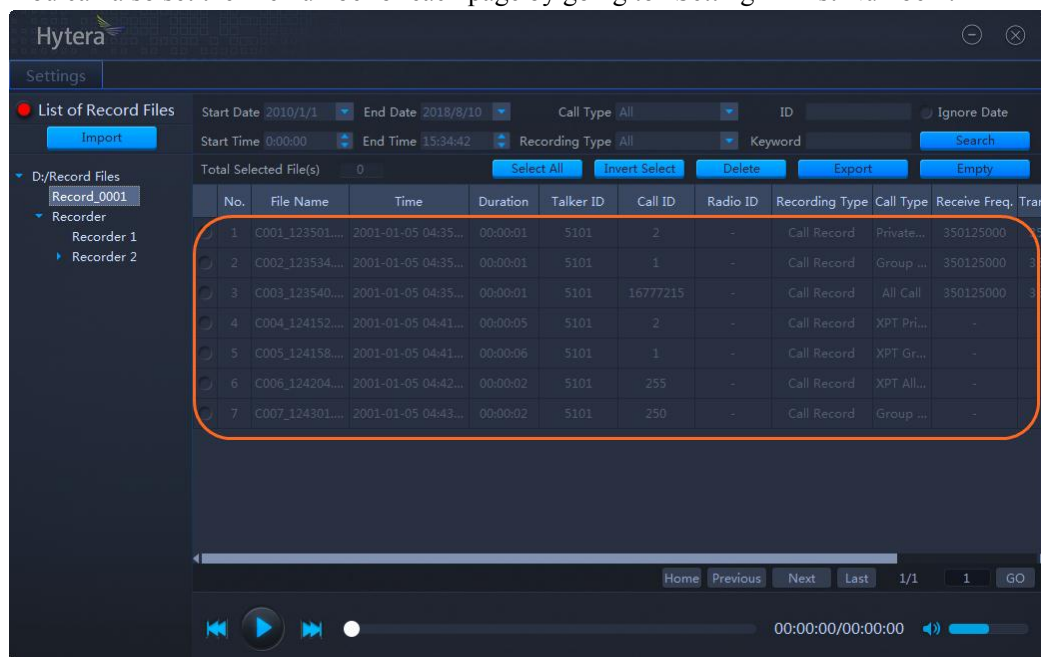 Hytera
Settings
List of Record Files
Import
D:/Record Files
Record_0001
Recorder
Recorder 1
Recorder 2
Start Date 2010/1/1 End Date 2018/8/10 Call Type All ID Ignore Date
Start Time 0:00:00 End Time 15:34:42 Recording Type All Keyword Search
Total Selected File(s) 0 Select All Invert Select Delete Export Empty
No. File Name Time Duration Talker ID Call ID Radio ID Recording Type Call Type Receive Freq.
1 C001_123501.... 2001-01-05 04:35... 00:00:01 5101 2 - Call Record Private... 350125000
2 C002_123534.... 2001-01-05 04:35... 00:00:01 5101 1 - Call Record Group ... 350125000
3 C003_123540.... 2001-01-05 04:35... 00:00:01 5101 16777215 - Call Record All Call 350125000
4 C004_124152.... 2001-01-05 04:41... 00:00:05 5101 2 - Call Record XPT Pri... -
5 C005_124158.... 2001-01-05 04:41... 00:00:06 5101 1 - Call Record XPT Gr... -
6 C006_124204.... 2001-01-05 04:42... 00:00:02 5101 255 - Call Record XPT All... -
7 C007_124301.... 2001-01-05 04:43... 00:00:02 5101 250 - Call Record Group ... -
Home Previous Next Last 1/1 1 GO
00:00:00/00:00:00